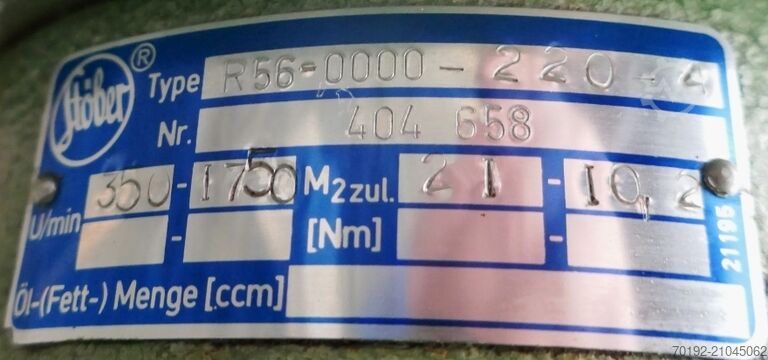 Stöber ®
Type R56-0000-220-4
Nr. 404 658
U/min 350 - 1750 M2zul. 21 - 10,2
- [Nm] -
Öl-(Fett-) Menge [ccm]
21195
70192-21045062